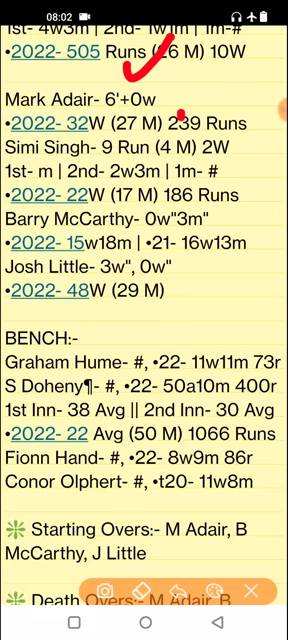 08:02
1st- 4w3m | 2nd- 1w1m | 1m-#
•2022- 505 Runs (26 M) 10W
Mark Adair- 6'+0w
•2022- 32W (27 M) 239 Runs
Simi Singh- 9 Run (4 M) 2W
1st- m | 2nd- 2w3m | 1m- #
•2022- 22W (17 M) 186 Runs
Barry McCarthy- 0w"3m"
•2022- 15w18m | •21- 16w13m
Josh Little- 3w", 0w"
•2022- 48W (29 M)
BENCH:-
Graham Hume- #, •22- 11w11m 73r
S Doheny¶- #, •22- 50a10m 400r
1st Inn- 38 Avg || 2nd Inn- 30 Avg
•2022- 22 Avg (50 M) 1066 Runs
Fionn Hand- #, •22- 8w9m 86r
Conor Olphert- #, •t20- 11w8m
❇️ Starting Overs:- M Adair, B
McCarthy, J Little
❇️ Death Overs:- M Adair, B